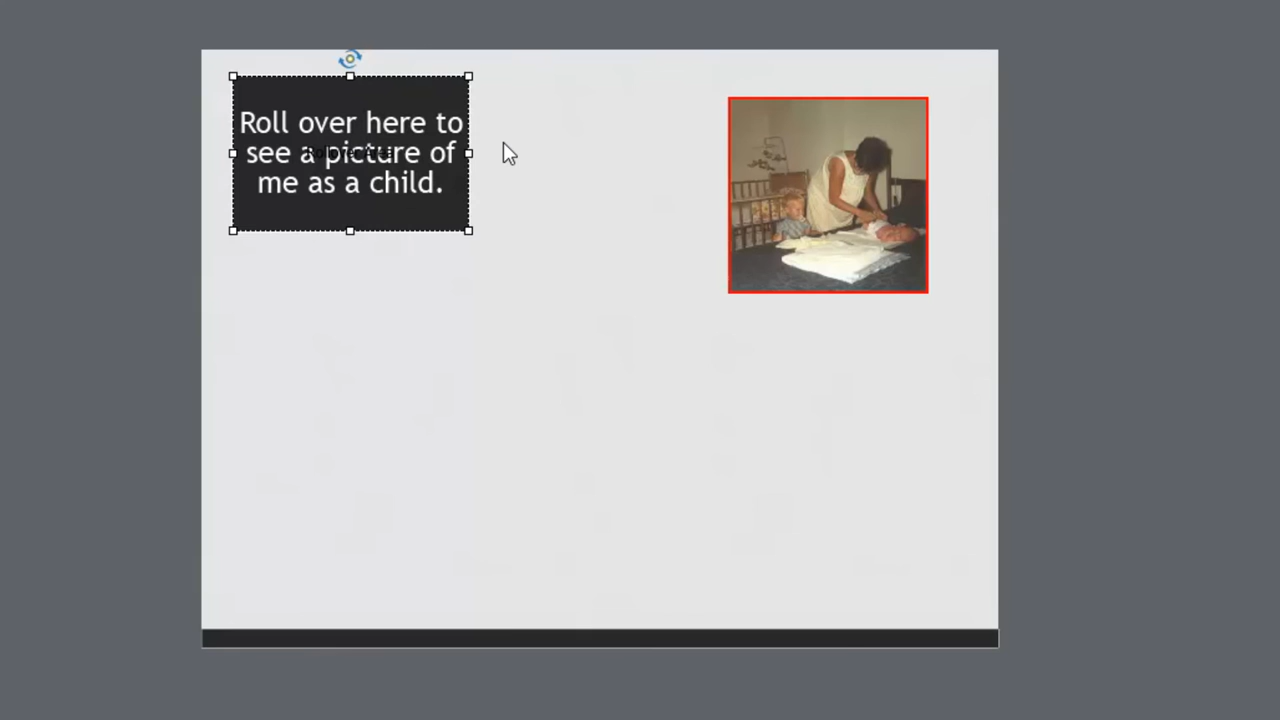 Roll over here to
see a picture of
me as a child.